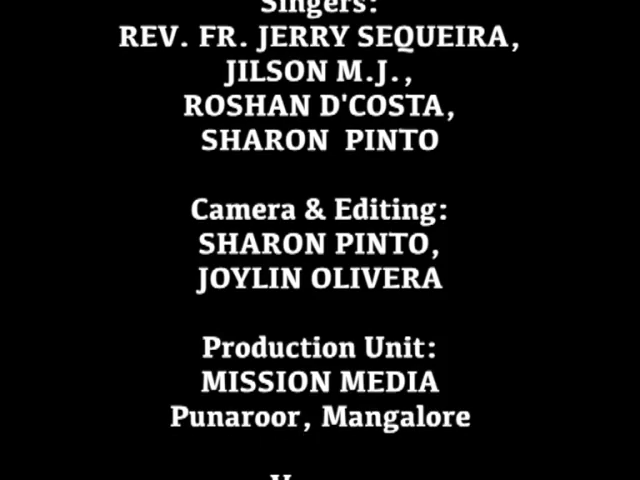 Singers:
REV. FR. JERRY SEQUEIRA,
JILSON M.J.,
ROSHAN D'COSTA,
SHARON PINTO
Camera & Editing:
SHARON PINTO,
JOYLIN OLIVERA
Production Unit:
MISSION MEDIA
Punaroor, Mangalore